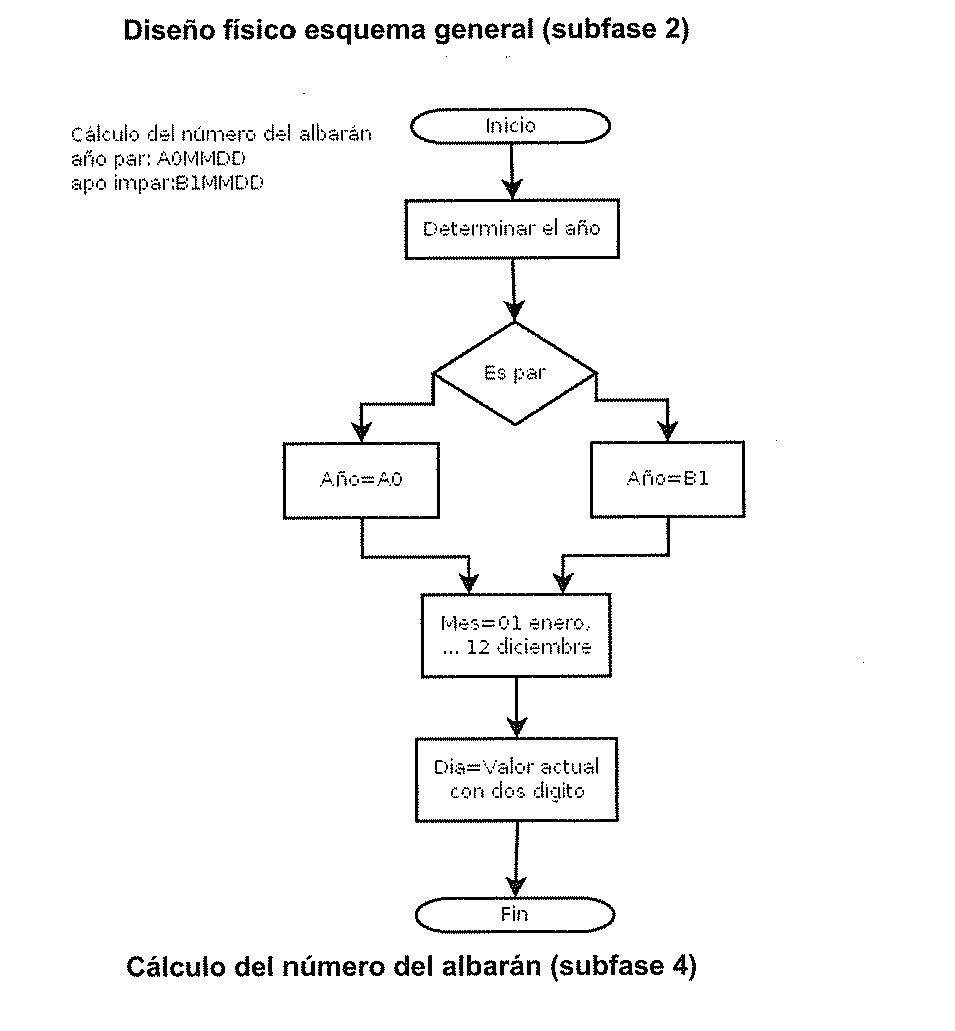 Diseño físico esquema general (subfase 2)
Cálculo del número del albarán
año par: A0MMDD
apo impar:B1MMDD
Inicio
Determinar el año
Es par
Año=A0
Año=B1
Mes=01 enero,
... 12 diciembre
Dia=Valor actual
con dos digito
Fin
Cálculo del número del albarán (subfase 4)